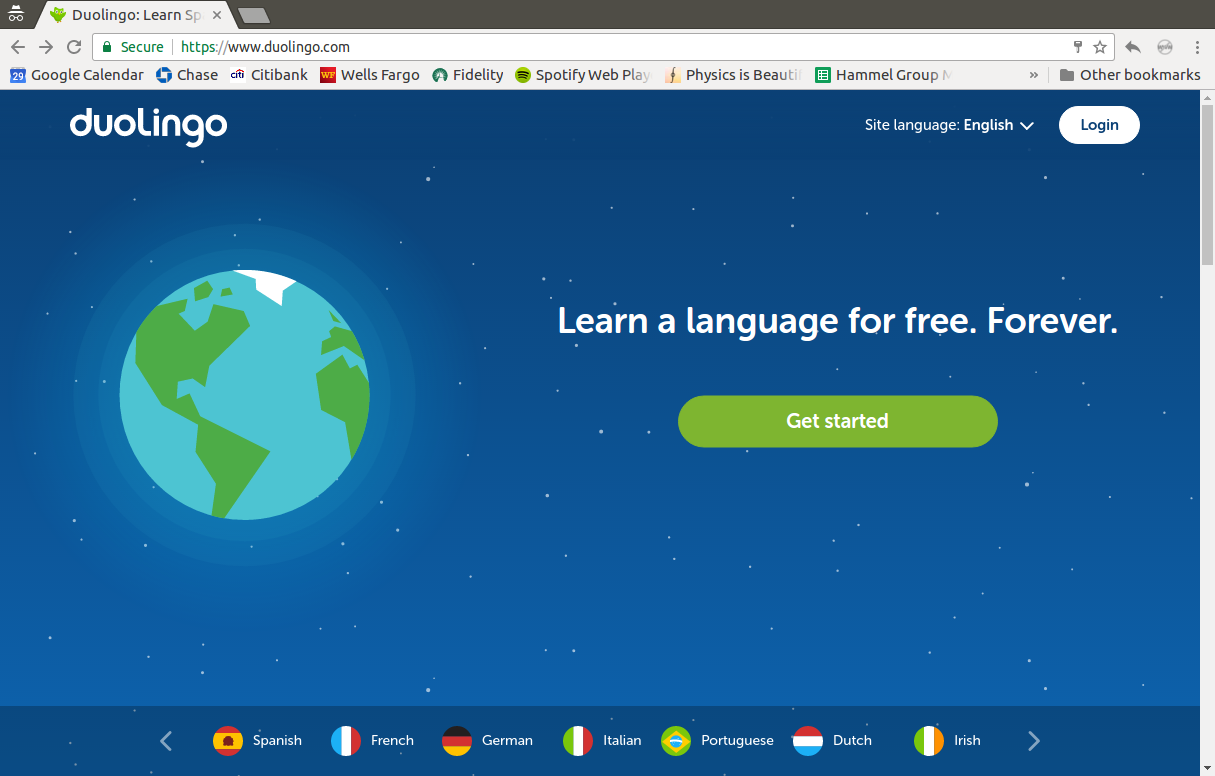 Duolingo: Learn Sp
Secure https://www.duolingo.com
29 Google Calendar Chase citi Citibank WF Wells Fargo Fidelity Spotify Web Play Physics is Beauti Hammel Group M » Other bookmarks
duolingo Site language: English Login
Learn a language for free. Forever.
Get started
Spanish French German Italian Portuguese Dutch Irish